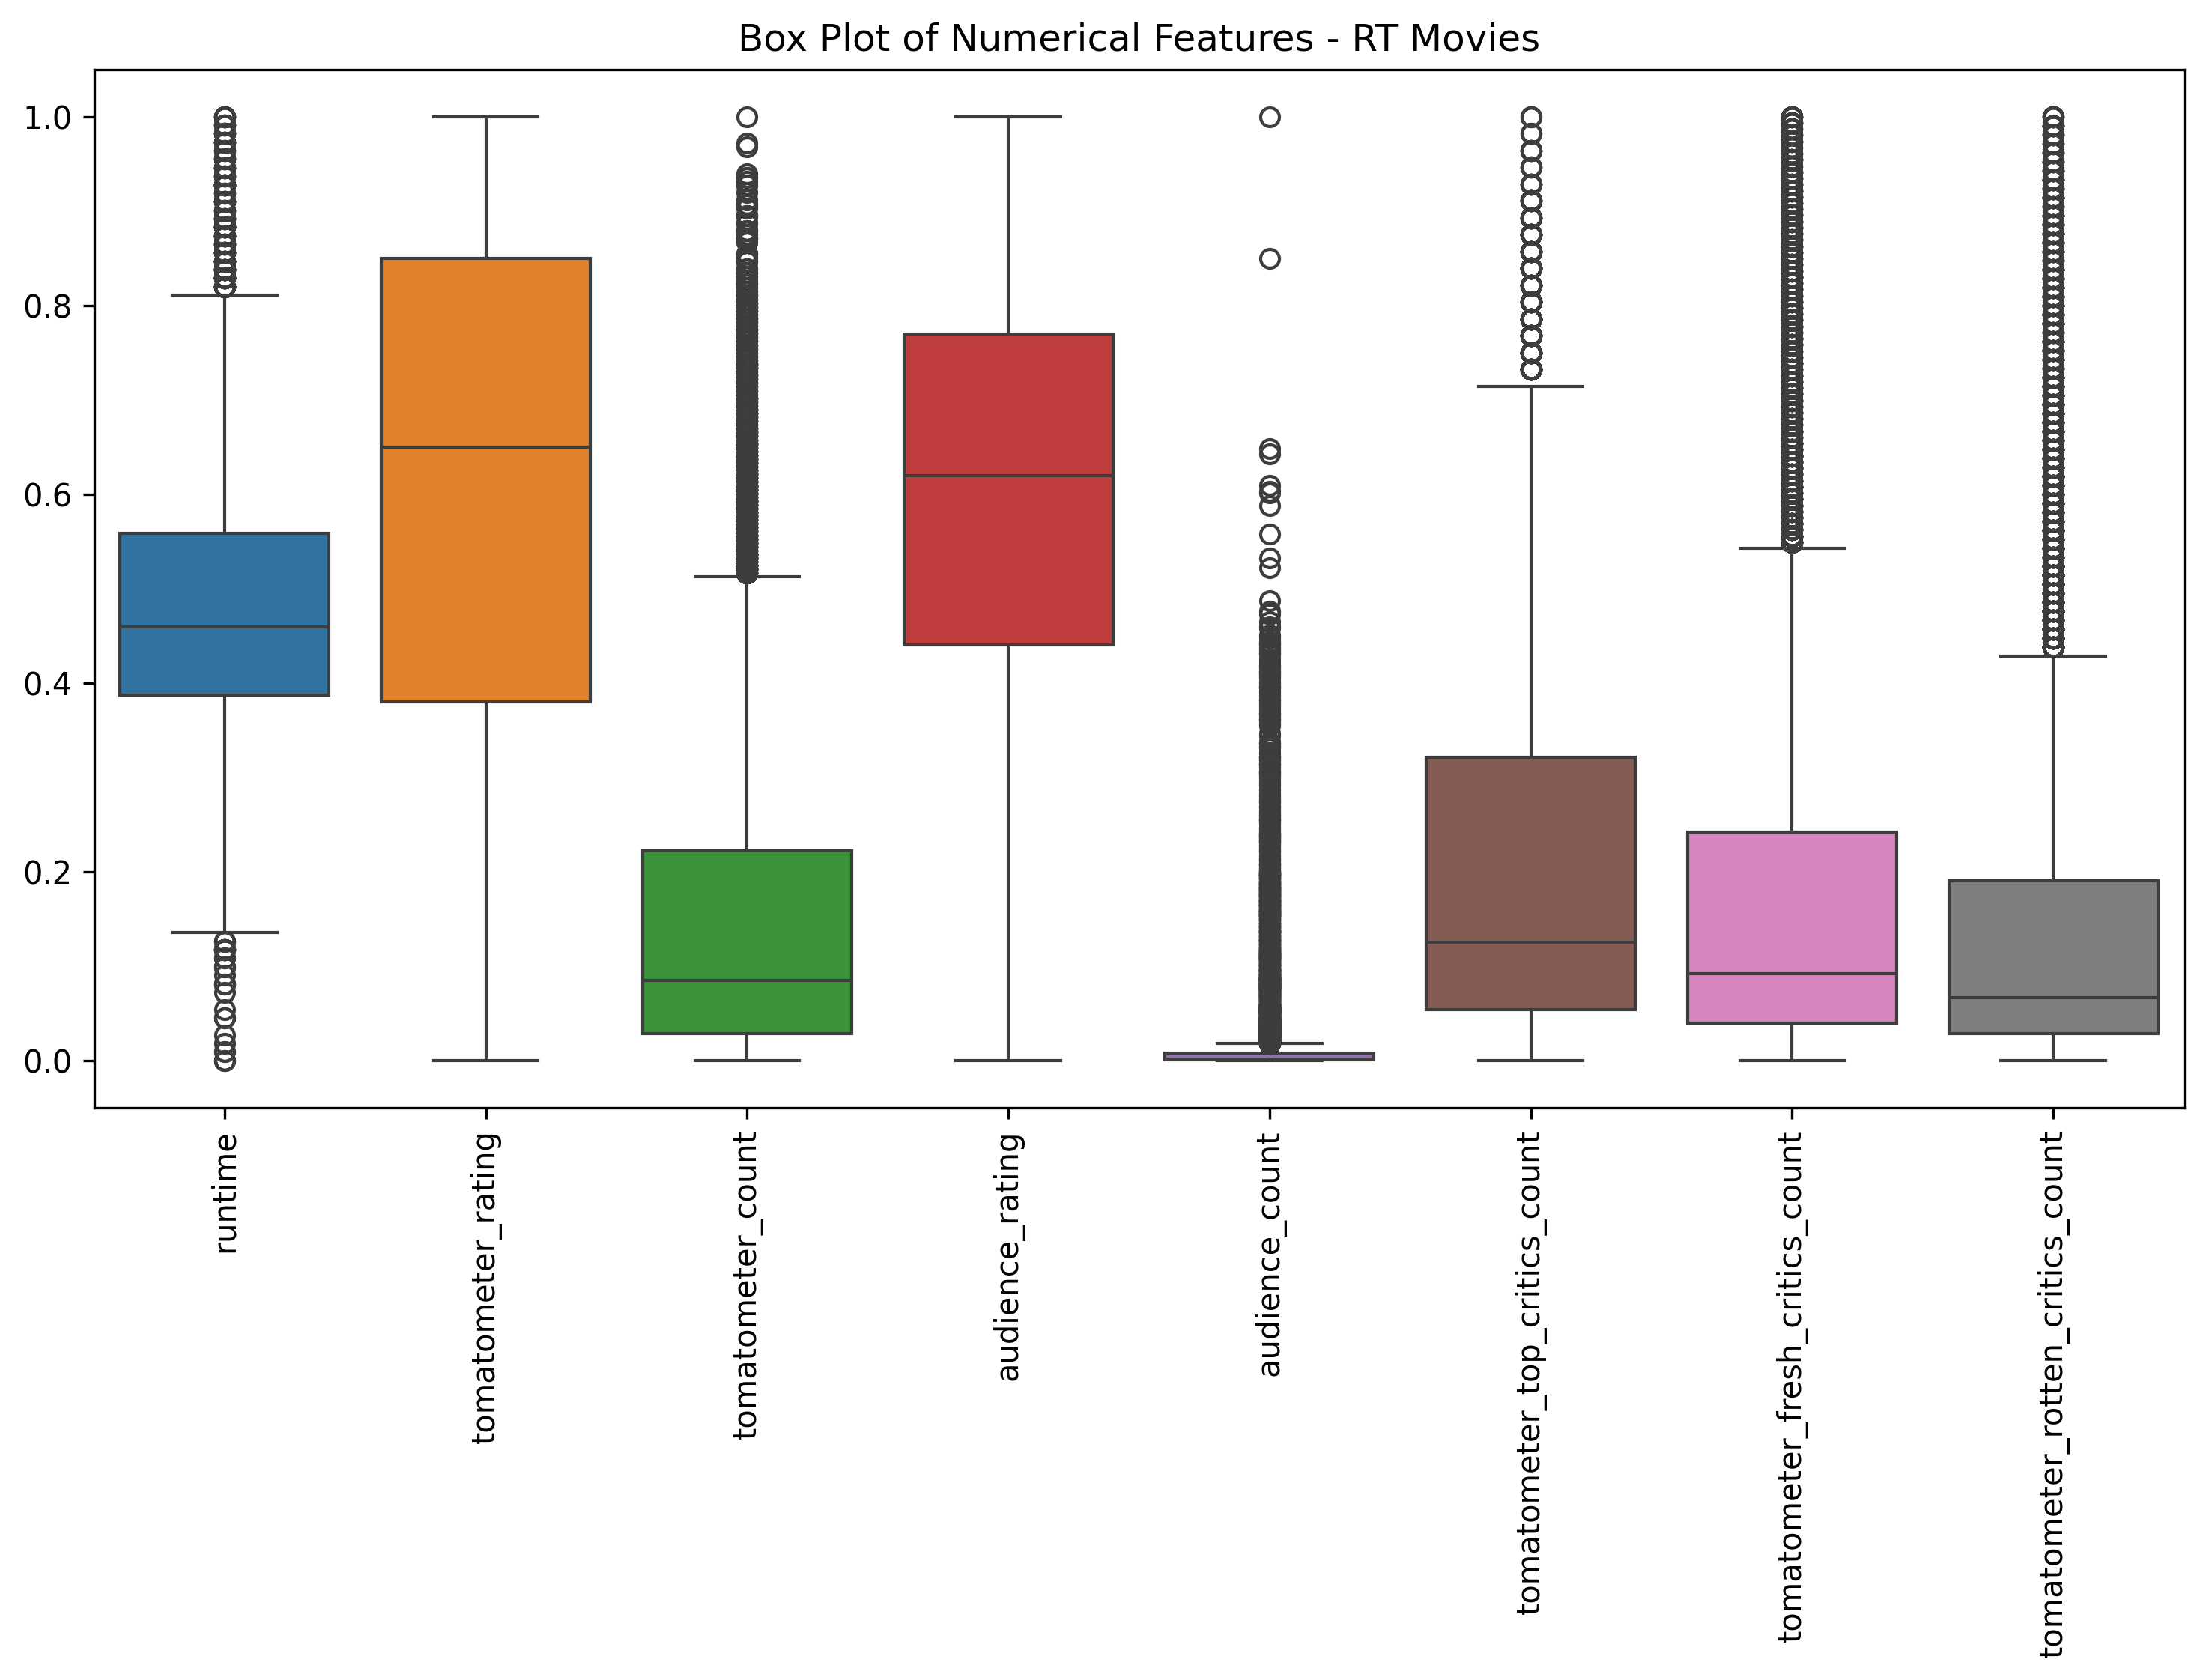 Box Plot of Numerical Features - RT Movies
1.0
0.8
0.6
0.4
0.2
0.0
runtime
tomatometer_rating
tomatometer_count
audience_rating
audience_count
tomatometer_top_critics_count
tomatometer_fresh_critics_count
tomatometer_rotten_critics_count